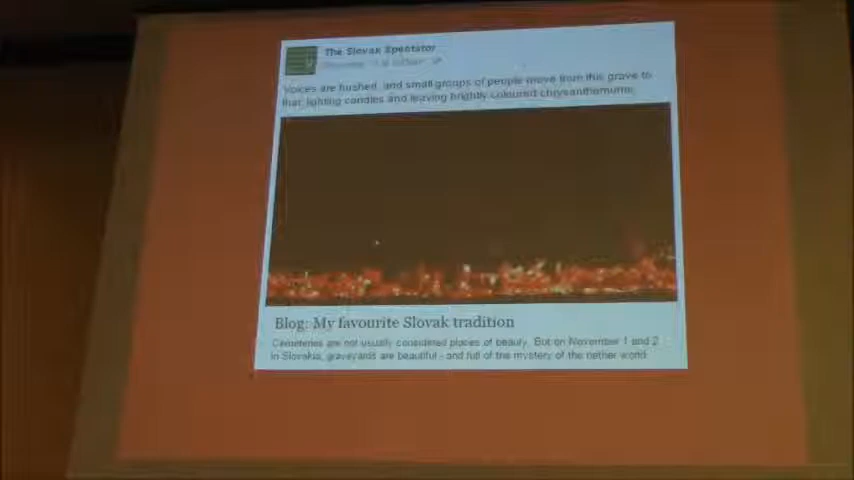 The Slovak Spectator
Voices are hushed, and small groups of people move from this grave to
that, lighting candles and leaving brightly coloured chrysanthemums.
Blog: My favourite Slovak tradition
Cemeteries are not usually considered places of beauty. But on November 1 and 2
in Slovakia, graveyards are beautiful - and full of the mystery of the nether world.